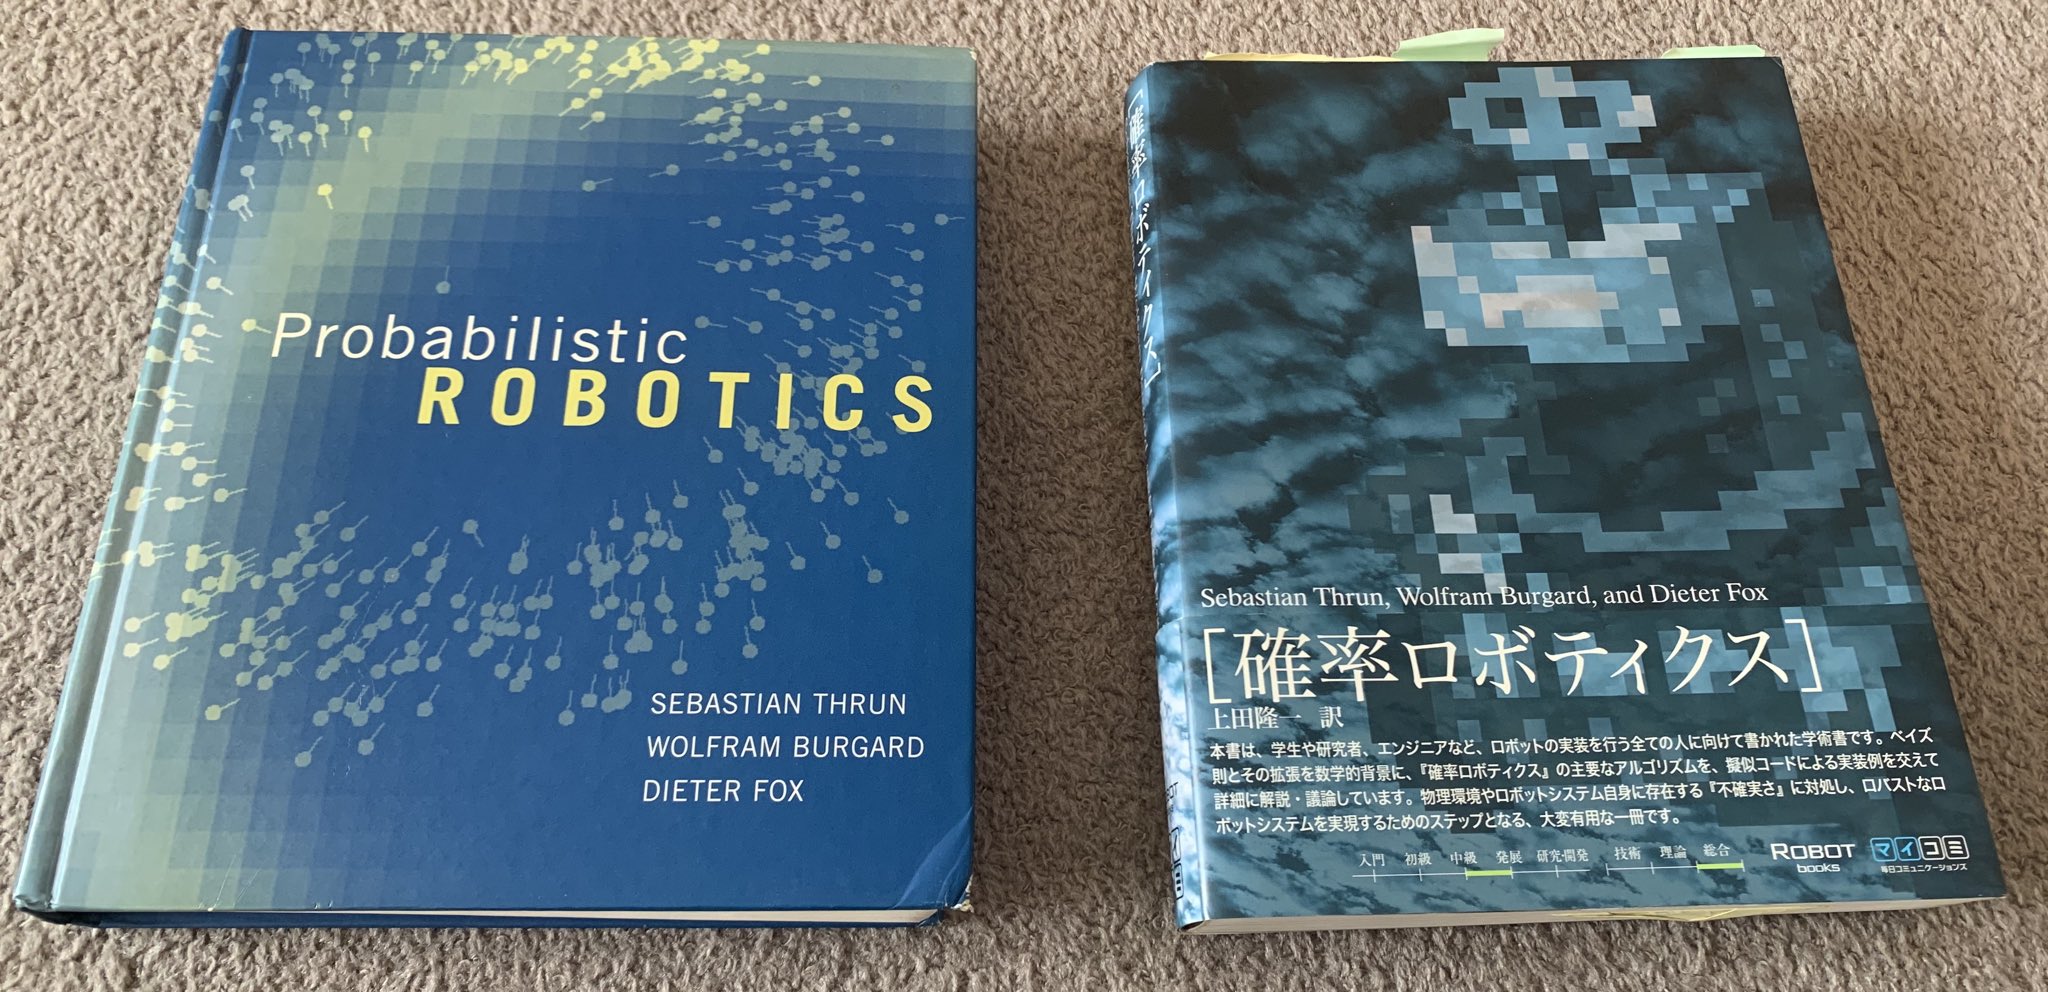 Probabilistic
ROBOTICS
SEBASTIAN THRUN
WOLFRAM BURGARD
DIETER FOX
[確率ロボティクス]
Sebastian Thrun, Wolfram Burgard, and Dieter Fox
[確率ロボティクス]
上田隆一 訳
本書は、学生や研究者、エンジニアなど、ロボットの実装を行う全ての人に向けて書かれた学術書です。ベイズ
則とその拡張を数学的背景に、『確率ロボティクス』の主要なアルゴリズムを、擬似コードによる実装例を交えて
詳細に解説・議論しています。物理環境やロボットシステム自身に存在する『不確実さ』に対処し、ロバストなロ
ボットシステムを実現するためのステップとなる、大変有用な一冊です。
入門 初級 中級 発展 研究・開発 技術 理論 総合
ROBOT
books
マイコミ
毎日コミュニケーションズ